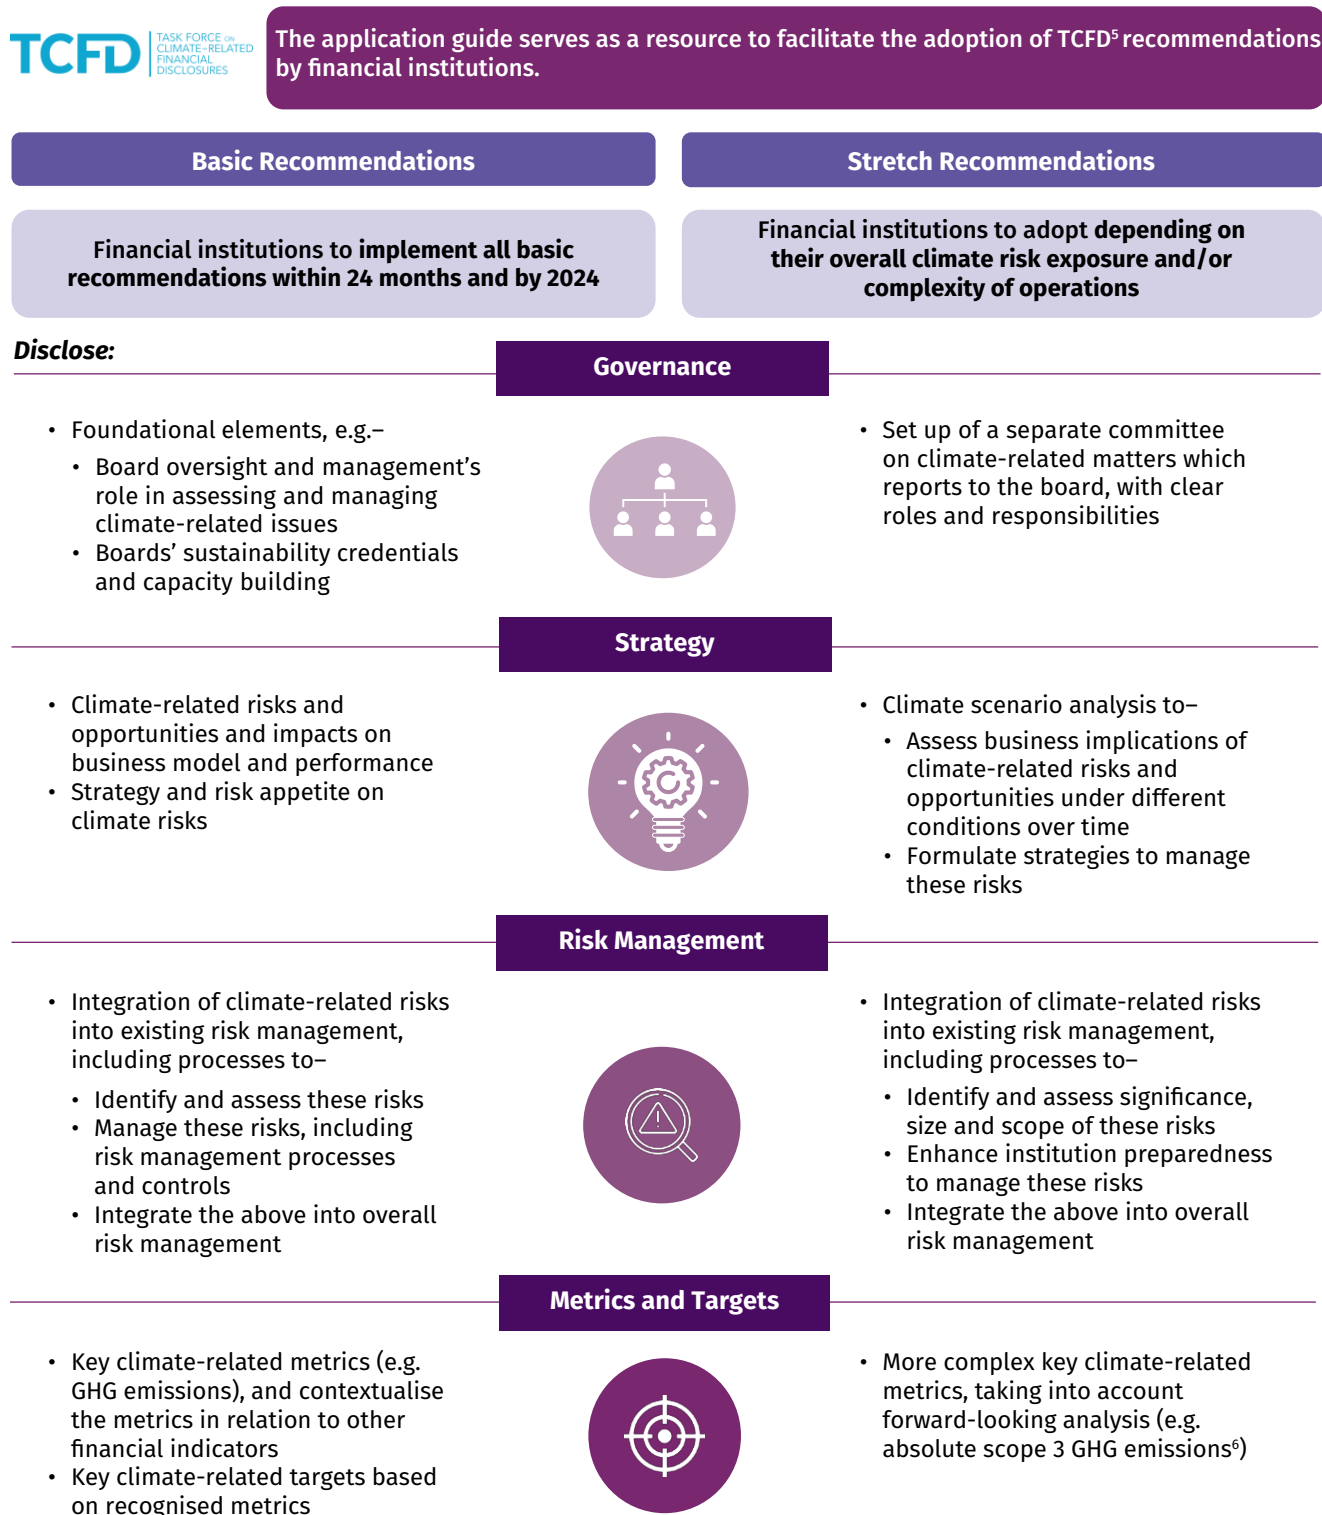 TCFD
TASK FORCE ON
CLIMATE-RELATED
FINANCIAL
DISCLOSURES
The application guide serves as a resource to facilitate the adoption of TCFD⁵ recommendations
by financial institutions.
Basic Recommendations
Stretch Recommendations
Financial institutions to implement all basic
recommendations within 24 months and by 2024
Financial institutions to adopt depending on
their overall climate risk exposure and/or
complexity of operations
Disclose:
Governance
• Foundational elements, e.g.–
• Board oversight and management’s
role in assessing and managing
climate-related issues
• Boards’ sustainability credentials
and capacity building
• Set up of a separate committee
on climate-related matters which
reports to the board, with clear
roles and responsibilities
Strategy
• Climate-related risks and
opportunities and impacts on
business model and performance
• Strategy and risk appetite on
climate risks
• Climate scenario analysis to–
• Assess business implications of
climate-related risks and
opportunities under different
conditions over time
• Formulate strategies to manage
these risks
Risk Management
• Integration of climate-related risks
into existing risk management,
including processes to–
• Identify and assess these risks
• Manage these risks, including
risk management processes
and controls
• Integrate the above into overall
risk management
• Integration of climate-related risks
into existing risk management,
including processes to–
• Identify and assess significance,
size and scope of these risks
• Enhance institution preparedness
to manage these risks
• Integrate the above into overall
risk management
Metrics and Targets
• Key climate-related metrics (e.g.
GHG emissions), and contextualise
the metrics in relation to other
financial indicators
• Key climate-related targets based
on recognised metrics
• More complex key climate-related
metrics, taking into account
forward-looking analysis (e.g.
absolute scope 3 GHG emissions⁶)